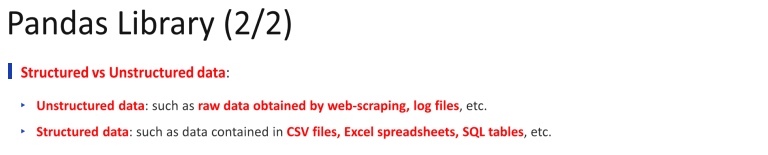 Pandas Library (2/2)
Structured vs Unstructured data:
Unstructured data: such as raw data obtained by web-scraping, log files, etc.
Structured data: such as data contained in CSV files, Excel spreadsheets, SQL tables, etc.